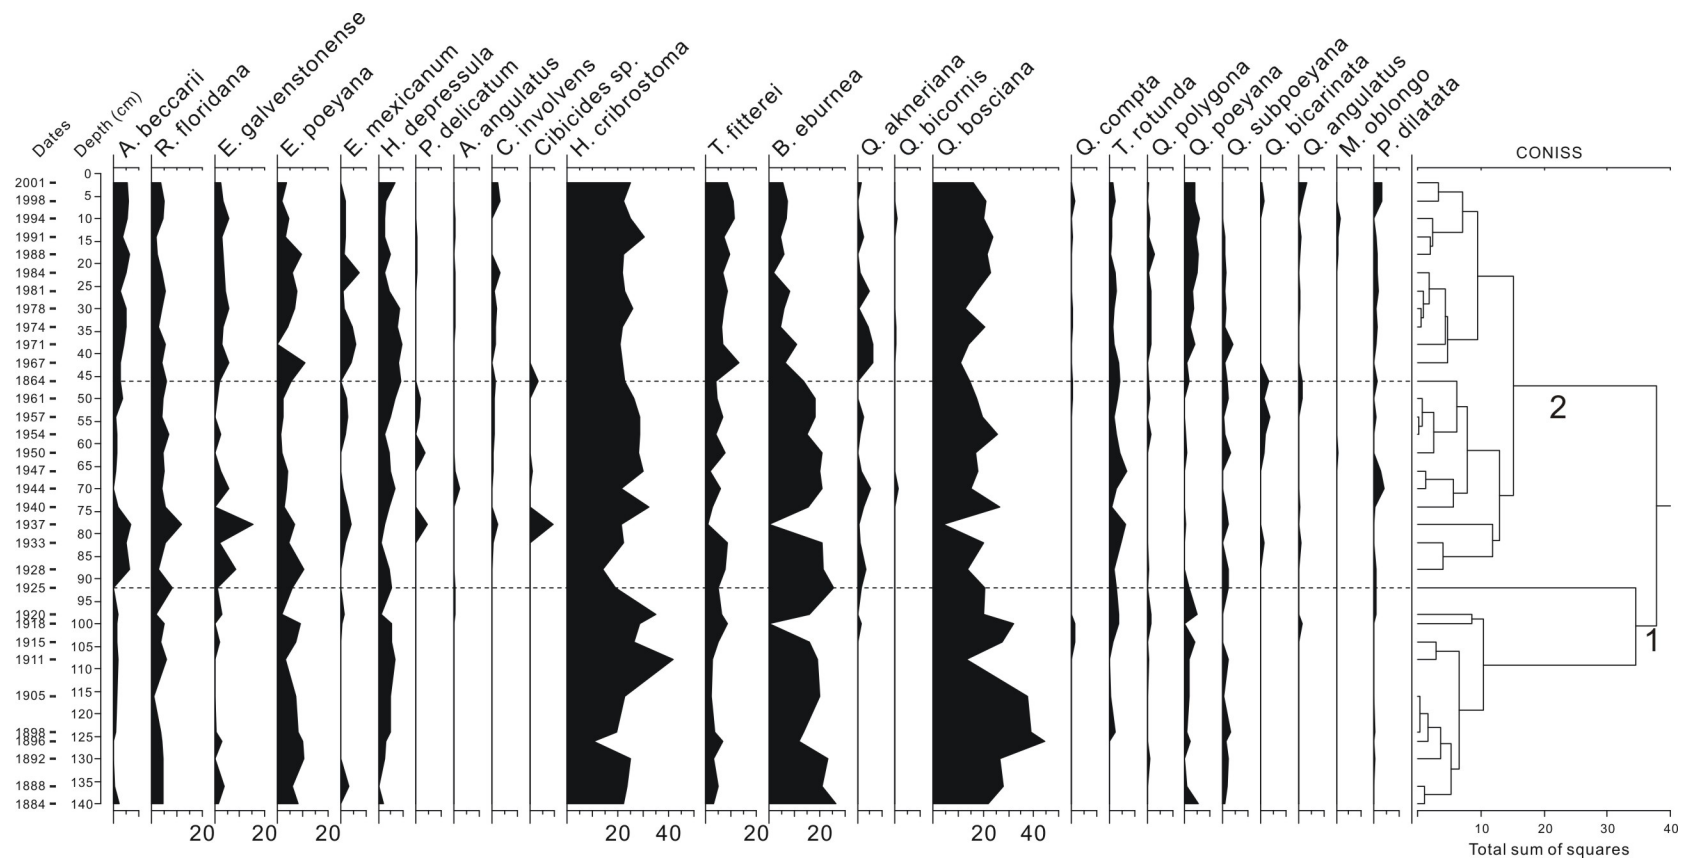 Dates
Depth (cm)
A. beccarii
R. floridana
E. galvenstonense
E. poeyana
E. mexicanum
H. depressula
P. delicatum
A. angulatus
C. involvens
Cibicides sp.
H. cribrostoma
T. fitterei
B. eburnea
Q. akneriana
Q. bicornis
Q. bosciana
Q. compta
T. rotunda
Q. polygona
Q. poeyana
Q. subpoeyana
Q. bicarinata
Q. angulatus
M. oblongo
P. dilatata
CONISS
2001
1998
1994
1991
1988
1984
1981
1978
1974
1971
1967
1864
1961
1957
1954
1950
1947
1944
1940
1937
1933
1928
1925
1920
1918
1915
1911
1905
1898
1896
1892
1888
1884
0
5
10
15
20
25
30
35
40
45
50
55
60
65
70
75
80
85
90
95
100
105
110
115
120
125
130
135
140
2
1
20 20 20 20 40 20 20 20 40
10 20 30 40
Total sum of squares